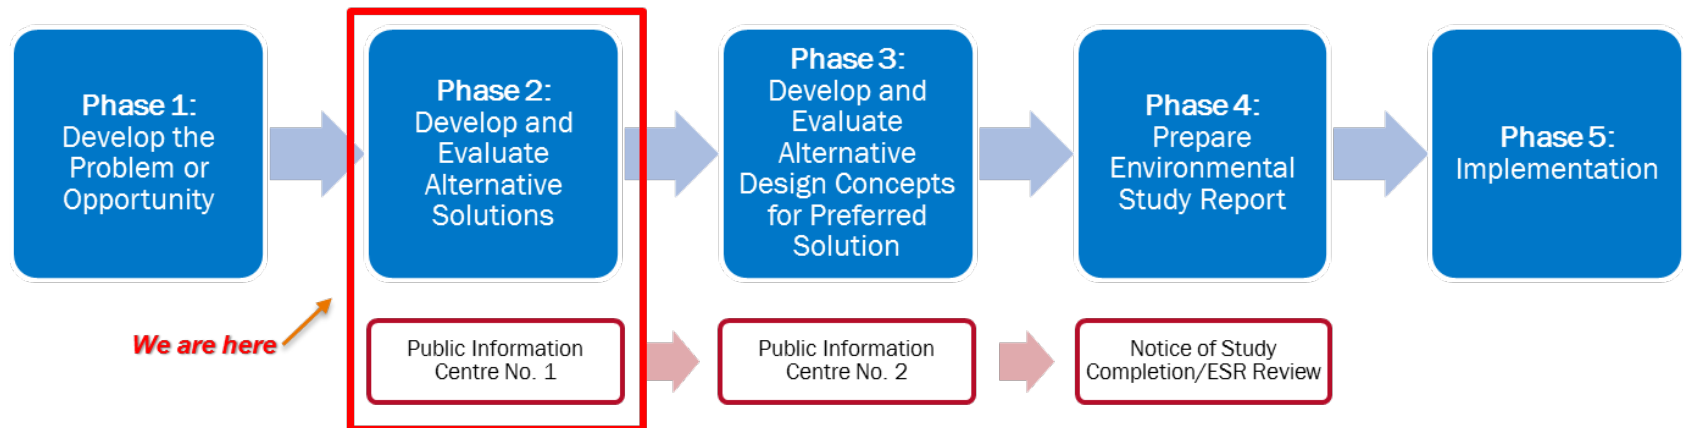 Phase 1:
Develop the
Problem or
Opportunity
Phase 2:
Develop and
Evaluate
Alternative
Solutions
Phase 3:
Develop and
Evaluate
Alternative
Design Concepts
for Preferred
Solution
Phase 4:
Prepare
Environmental
Study Report
Phase 5:
Implementation
We are here
Public Information
Centre No. 1
Public Information
Centre No. 2
Notice of Study
Completion/ESR Review